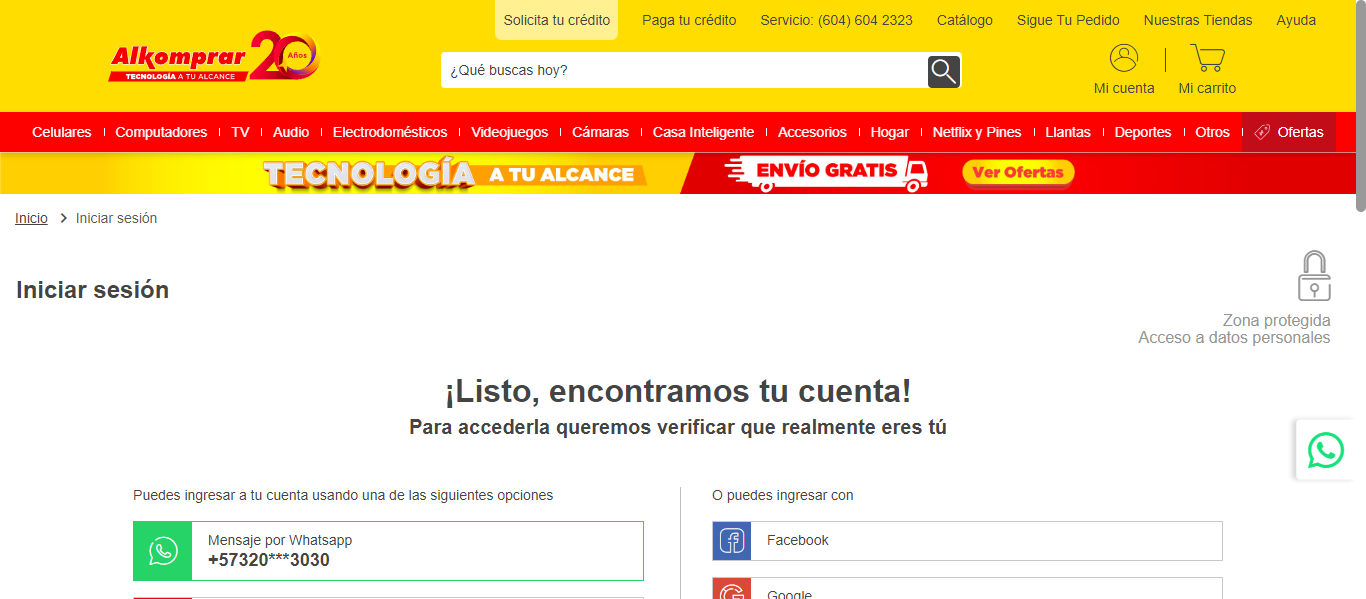 Solicita tu crédito Paga tu crédito Servicio: (604) 604 2323 Catálogo Sigue Tu Pedido Nuestras Tiendas Ayuda
Alkomprar 20 Años
TECNOLOGÍA A TU ALCANCE
¿Qué buscas hoy?
Mi cuenta Mi carrito
Celulares Computadores TV Audio Electrodomésticos Videojuegos Cámaras Casa Inteligente Accesorios Hogar Netflix y Pines Llantas Deportes Otros Ofertas
TECNOLOGÍA A TU ALCANCE ENVÍO GRATIS Ver Ofertas
Inicio Iniciar sesión
Iniciar sesión
Zona protegida
Acceso a datos personales
¡Listo, encontramos tu cuenta!
Para accederla queremos verificar que realmente eres tú
Puedes ingresar a tu cuenta usando una de las siguientes opciones
Mensaje por Whatsapp
+57320***3030
O puedes ingresar con
Facebook
Google